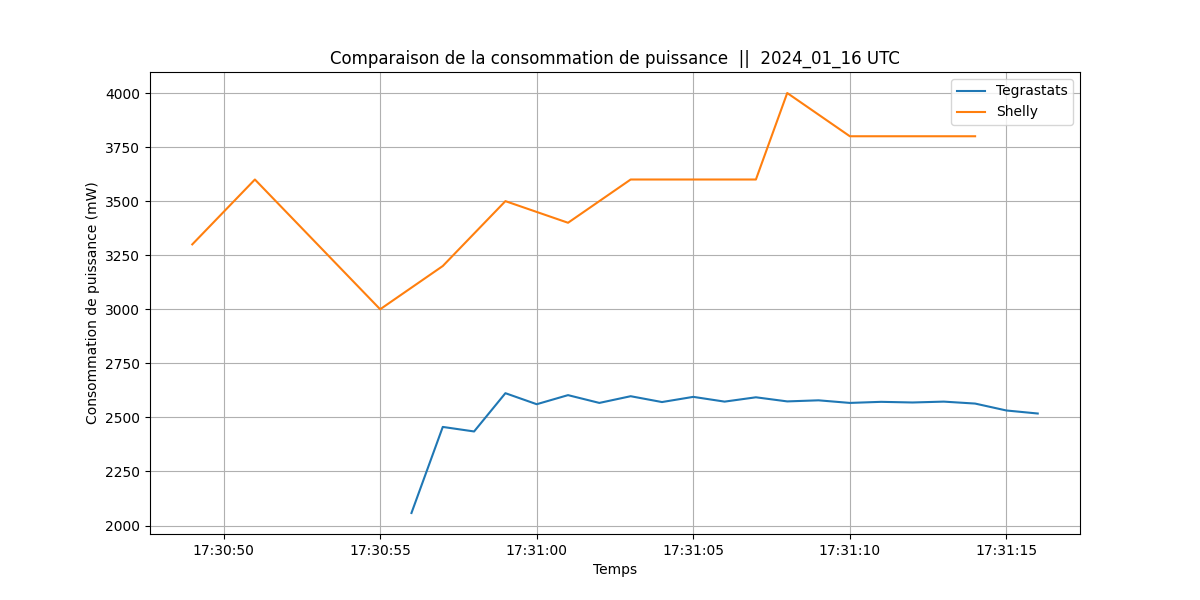 Comparaison de la consommation de puissance || 2024_01_16 UTC
Tegrastats
Shelly
Consommation de puissance (mW)
4000
3750
3500
3250
3000
2750
2500
2250
2000
17:30:50 17:30:55 17:31:00 17:31:05 17:31:10 17:31:15
Temps